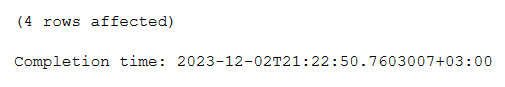 (4 rows affected)
Completion time: 2023-12-02T21:22:50.7603007+03:00